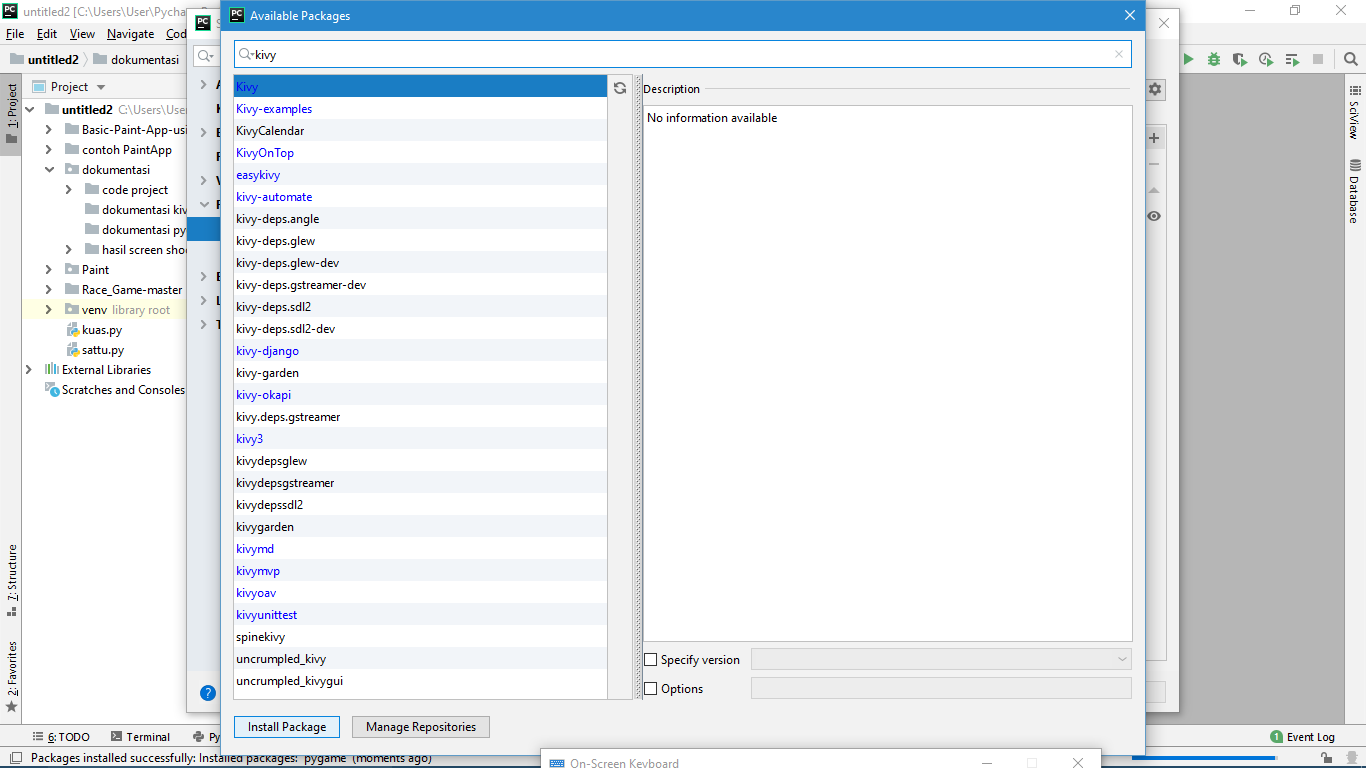 untitled2 [C:\Users\User\Pychar
Available Packages
File Edit View Navigate Cod
untitled2 dokumentasi
kivy
1: Project
Project
untitled2 C:\Users\User
Basic-Paint-App-usi
contoh PaintApp
dokumentasi
code project
dokumentasi kiv
dokumentasi py
hasil screen shoo
Paint
Race_Game-master
venv library root
kuas.py
sattu.py
External Libraries
Scratches and Consoles
7: Structure
2: Favorites
Kivy
Kivy-examples
KivyCalendar
KivyOnTop
easykivy
kivy-automate
kivy-deps.angle
kivy-deps.glew
kivy-deps.glew-dev
kivy-deps.gstreamer-dev
kivy-deps.sdl2
kivy-deps.sdl2-dev
kivy-django
kivy-garden
kivy-okapi
kivy.deps.gstreamer
kivy3
kivydepsglew
kivydepsgstreamer
kivydepssdl2
kivygarden
kivymd
kivymvp
kivyoav
kivyunittest
spinekivy
uncrumpled_kivy
uncrumpled_kivygui
Description
No information available
Specify version
Options
Install Package Manage Repositories
SciView
Database
6: TODO Terminal Py
1 Event Log
Packages installed successfully: Installed packages: 'pygame' (moments ago)
On-Screen Keyboard